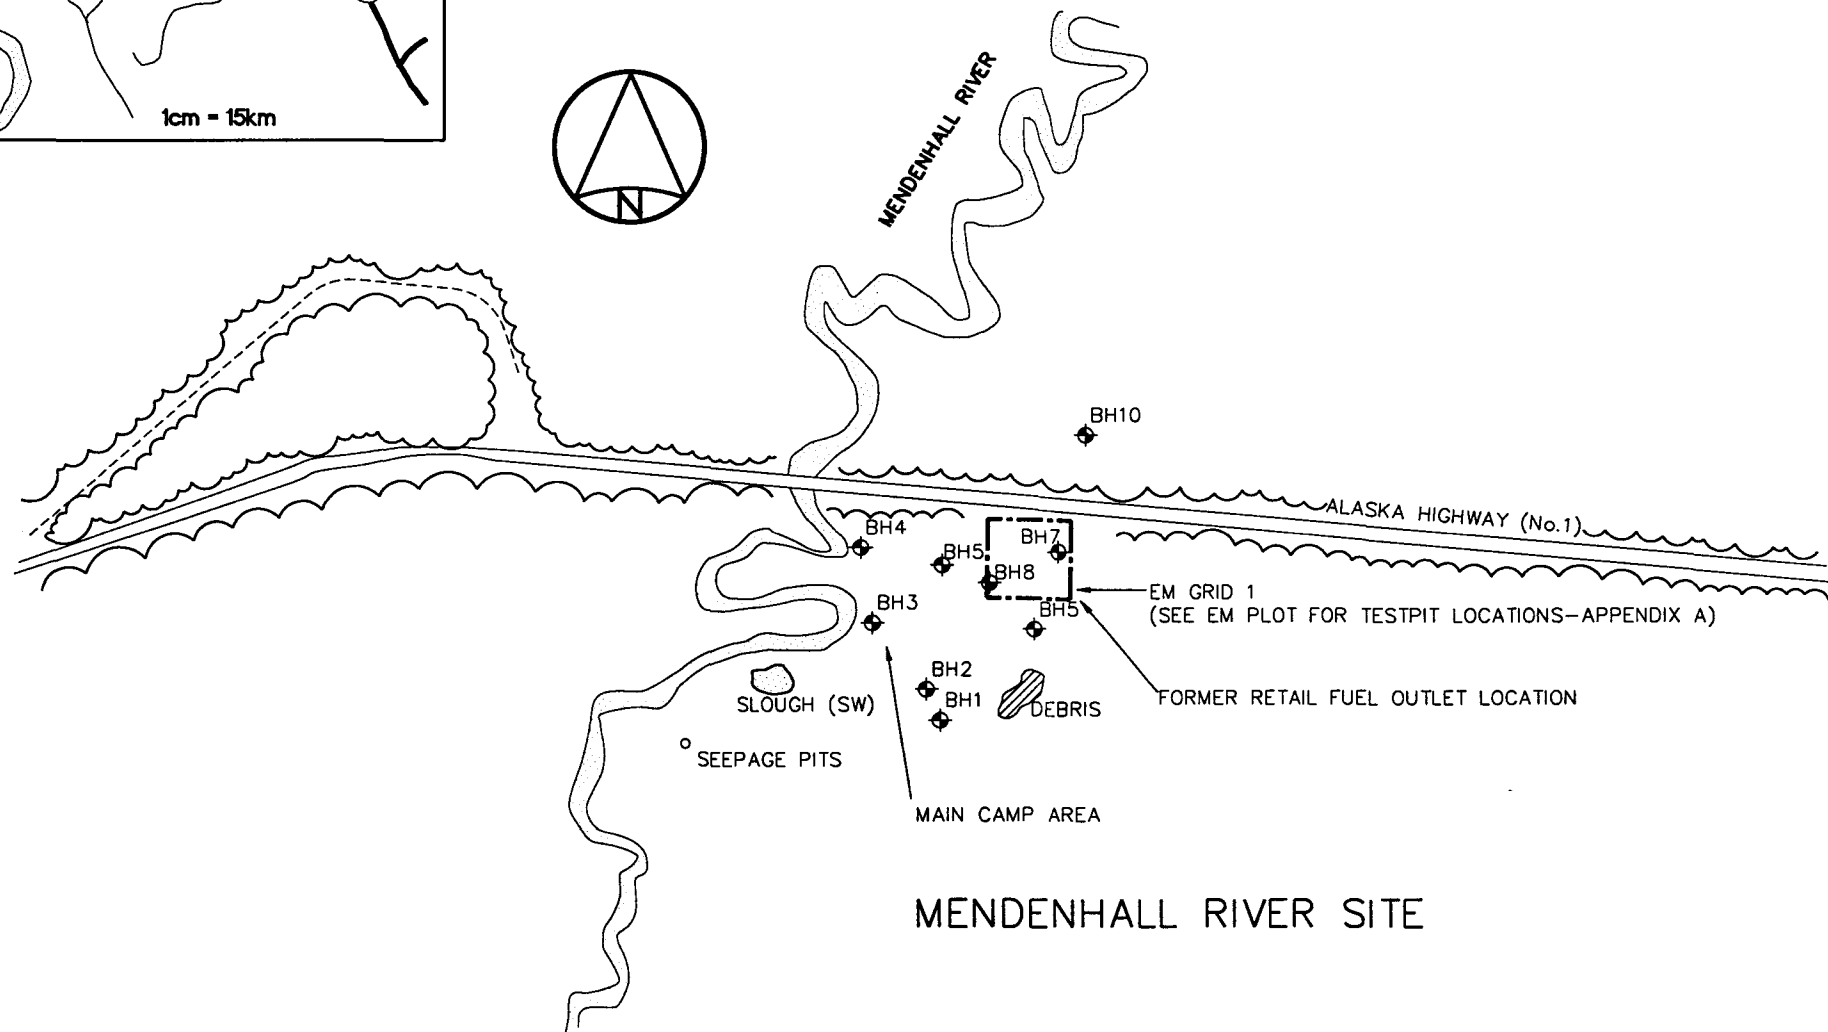 1cm = 15km
N
MENDENHALL RIVER
BH10
ALASKA HIGHWAY (No.1)
BH4
BH7
BH5
BH8
EM GRID 1
BH3
BH5
(SEE EM PLOT FOR TESTPIT LOCATIONS-APPENDIX A)
BH2
SLOUGH (SW)
BH1
DEBRIS
FORMER RETAIL FUEL OUTLET LOCATION
SEEPAGE PITS
MAIN CAMP AREA
MENDENHALL RIVER SITE